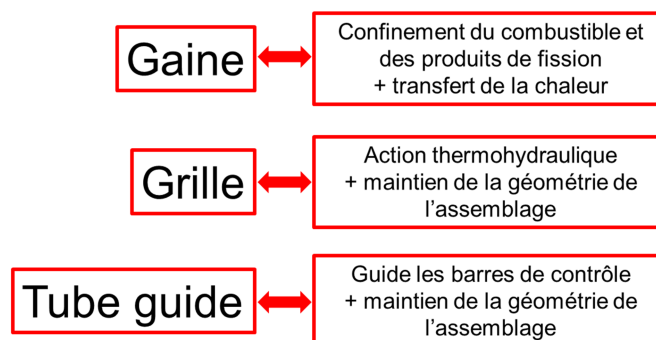 Gaine
Confinement du combustible et
des produits de fission
+ transfert de la chaleur
Grille
Action thermohydraulique
+ maintien de la géométrie de
l’assemblage
Tube guide
Guide les barres de contrôle
+ maintien de la géométrie de
l’assemblage